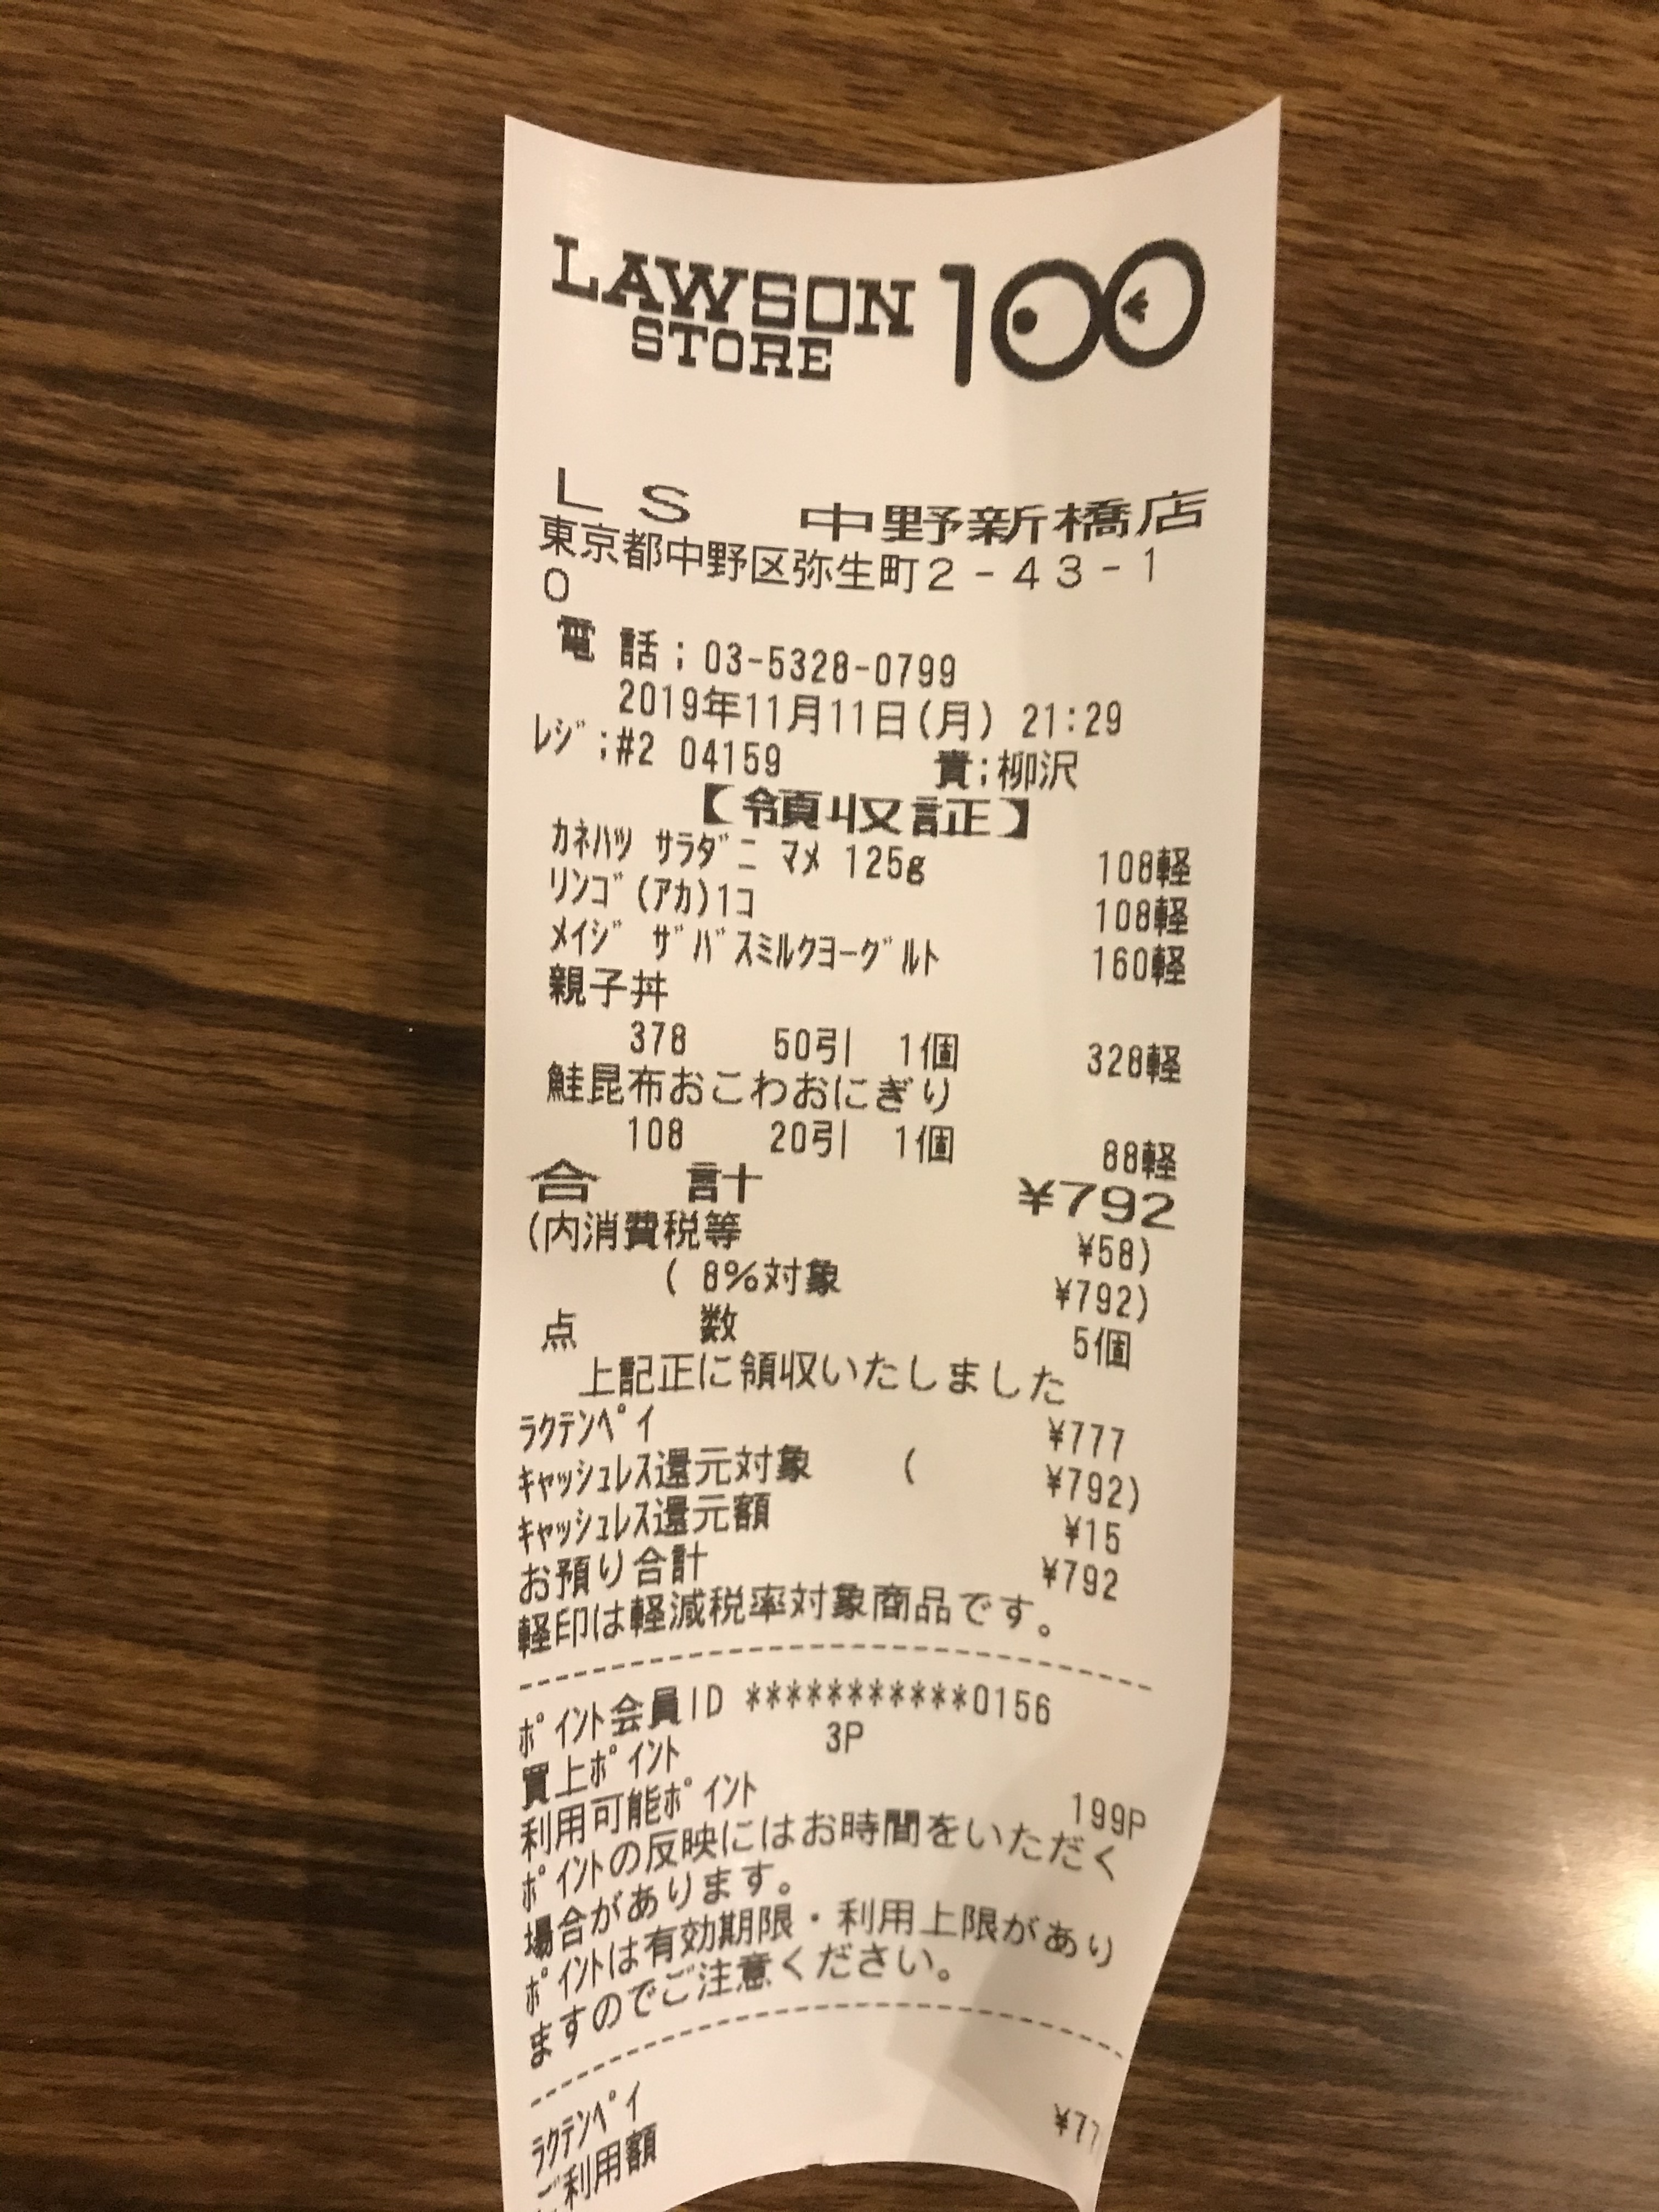 LAWSON STORE 100
LS 中野新橋店
東京都中野区弥生町2-43-1
0
電話;03-5328-0799
2019年11月11日(月) 21:29
ﾚｼﾞ;#2 04159 責;柳沢
【領収証】
ｶﾈﾊﾂ ｻﾗﾀﾞﾆ ﾏﾒ 125g 108軽
ﾘﾝｺﾞ(ｱｶ)1ｺ 108軽
ﾒｲｼﾞ ｻﾞﾊﾞｽﾐﾙｸﾖｰｸﾞﾙﾄ 160軽
親子丼
378 50引 1個 328軽
鮭昆布おこわおにぎり
108 20引 1個 88軽
合計 ¥792
(内消費税等 ¥58)
( 8%対象 ¥792)
点数 5個
上記正に領収いたしました
ﾗｸﾃﾝﾍﾟｲ ¥777
ｷｬｯｼｭﾚｽ還元対象 ( ¥792)
ｷｬｯｼｭﾚｽ還元額 ¥15
お預り合計 ¥792
軽印は軽減税率対象商品です。
ﾎﾟｲﾝﾄ会員ID ***********0156
買上ﾎﾟｲﾝﾄ 3P
利用可能ﾎﾟｲﾝﾄ 199P
ﾎﾟｲﾝﾄの反映にはお時間をいただく
場合があります。
ﾎﾟｲﾝﾄは有効期限・利用上限があり
ますのでご注意ください。
ﾗｸﾃﾝﾍﾟｲ
ご利用額 ¥77